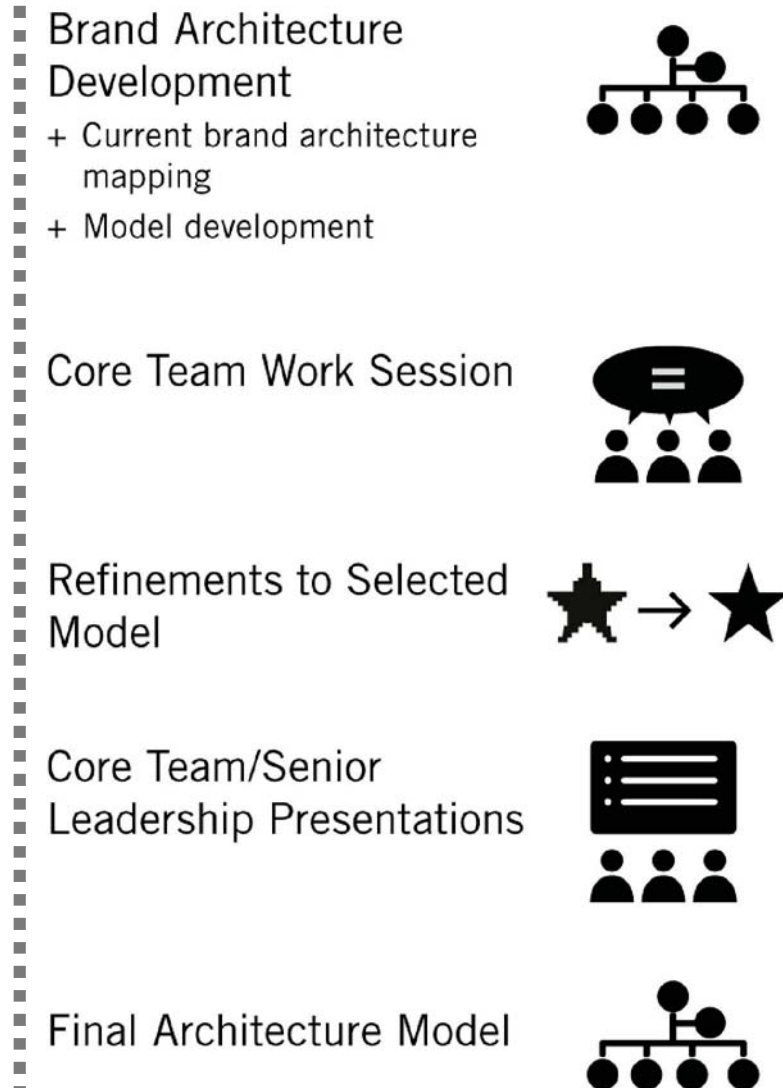 Brand Architecture
Development
+ Current brand architecture
mapping
+ Model development
Core Team Work Session
Refinements to Selected
Model
Core Team/Senior
Leadership Presentations
Final Architecture Model